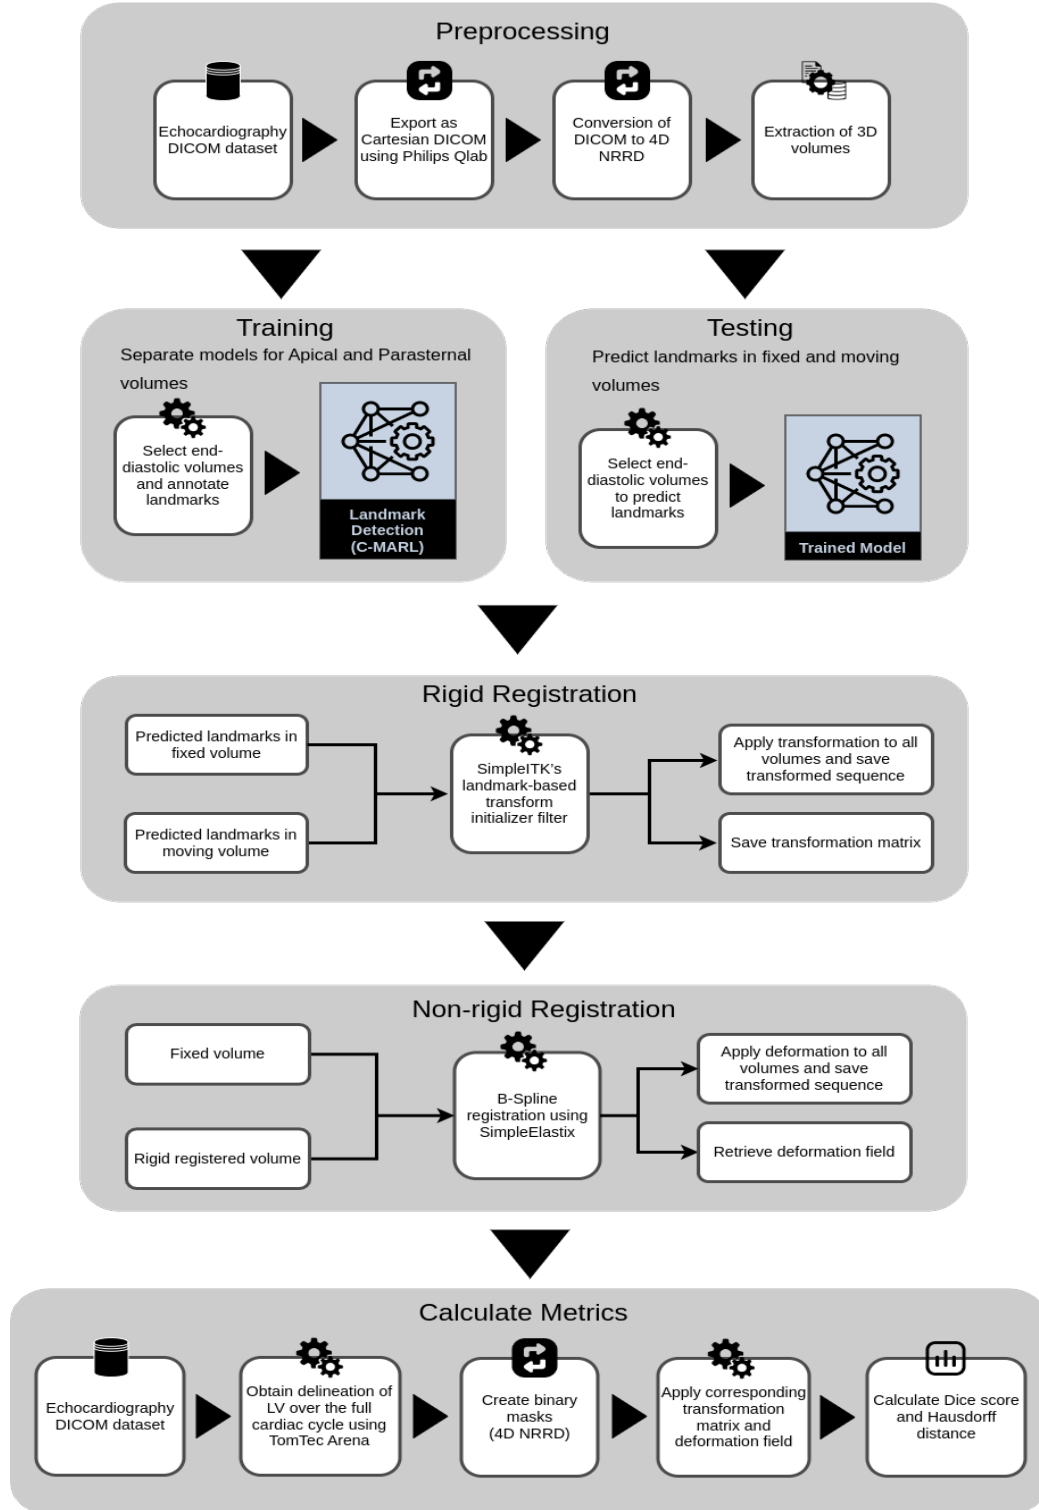 Preprocessing
Echocardiography
DICOM dataset
Export as
Cartesian DICOM
using Philips Qlab
Conversion of
DICOM to 4D
NRRD
Extraction of 3D
volumes
Training
Separate models for Apical and Parasternal
volumes
Select end-
diastolic volumes
and annotate
landmarks
Landmark
Detection
(C-MARL)
Testing
Predict landmarks in fixed and moving
volumes
Select end-
diastolic volumes
to predict
landmarks
Trained Model
Rigid Registration
Predicted landmarks in
fixed volume
Predicted landmarks in
moving volume
SimpleITK's
landmark-based
transform
initializer filter
Apply transformation to all
volumes and save
transformed sequence
Save transformation matrix
Non-rigid Registration
Fixed volume
Rigid registered volume
B-Spline
registration using
SimpleElastix
Apply deformation to all
volumes and save
transformed sequence
Retrieve deformation field
Calculate Metrics
Echocardiography
DICOM dataset
Obtain delineation of
LV over the full
cardiac cycle using
TomTec Arena
Create binary
masks
(4D NRRD)
Apply corresponding
transformation
matrix and
deformation field
Calculate Dice score
and Hausdorff
distance